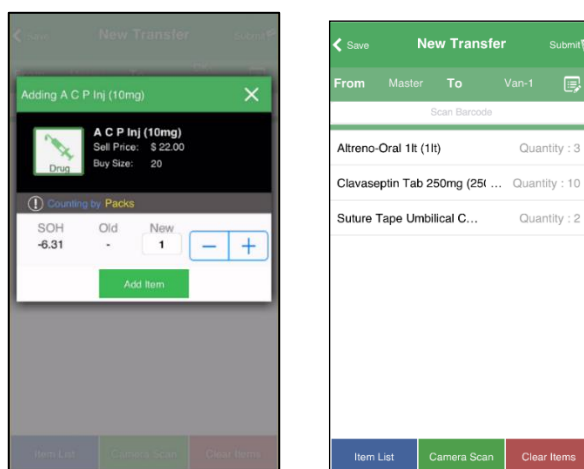 Save New Transfer Submit
Adding A C P Inj (10mg)
A C P Inj (10mg)
Sell Price: $ 22.00
Buy Size: 20
Drug
Counting by Packs
SOH Old New
-6.31 - 1
Add Item
Item List Camera Scan Clear Items
Save New Transfer Submit
From Master To Van-1
Scan Barcode
Altreno-Oral 1lt (1lt) Quantity : 3
Clavaseptin Tab 250mg (25( ... Quantity : 10
Suture Tape Umbilical C... Quantity : 2
Item List Camera Scan Clear Items